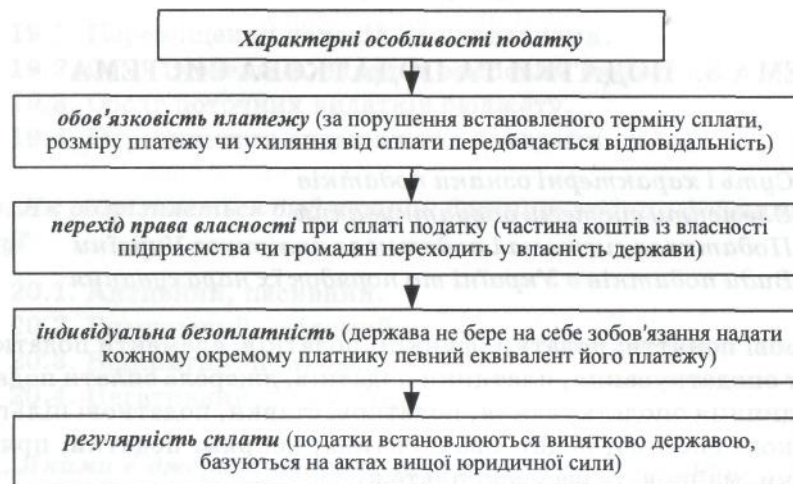 Характерні особливості податку
обов'язковість платежу (за порушення встановленого терміну сплати,
розміру платежу чи ухиляння від сплати передбачається відповідальність)
перехід права власності при сплаті податку (частина коштів із власності
підприємства чи громадян переходить у власність держави)
індивідуальна безоплатність (держава не бере на себе зобов'язання надати
кожному окремому платнику певний еквівалент його платежу)
регулярність сплати (податки встановлюються винятково державою,
базуються на актах вищої юридичної сили)